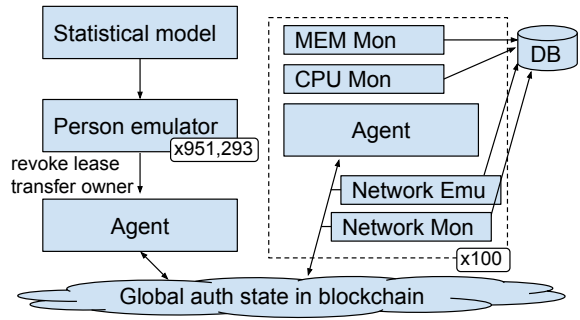 Statistical model
Person emulator
x951,293
revoke lease
transfer owner
Agent
MEM Mon
CPU Mon
DB
Agent
Network Emu
Network Mon
x100
Global auth state in blockchain